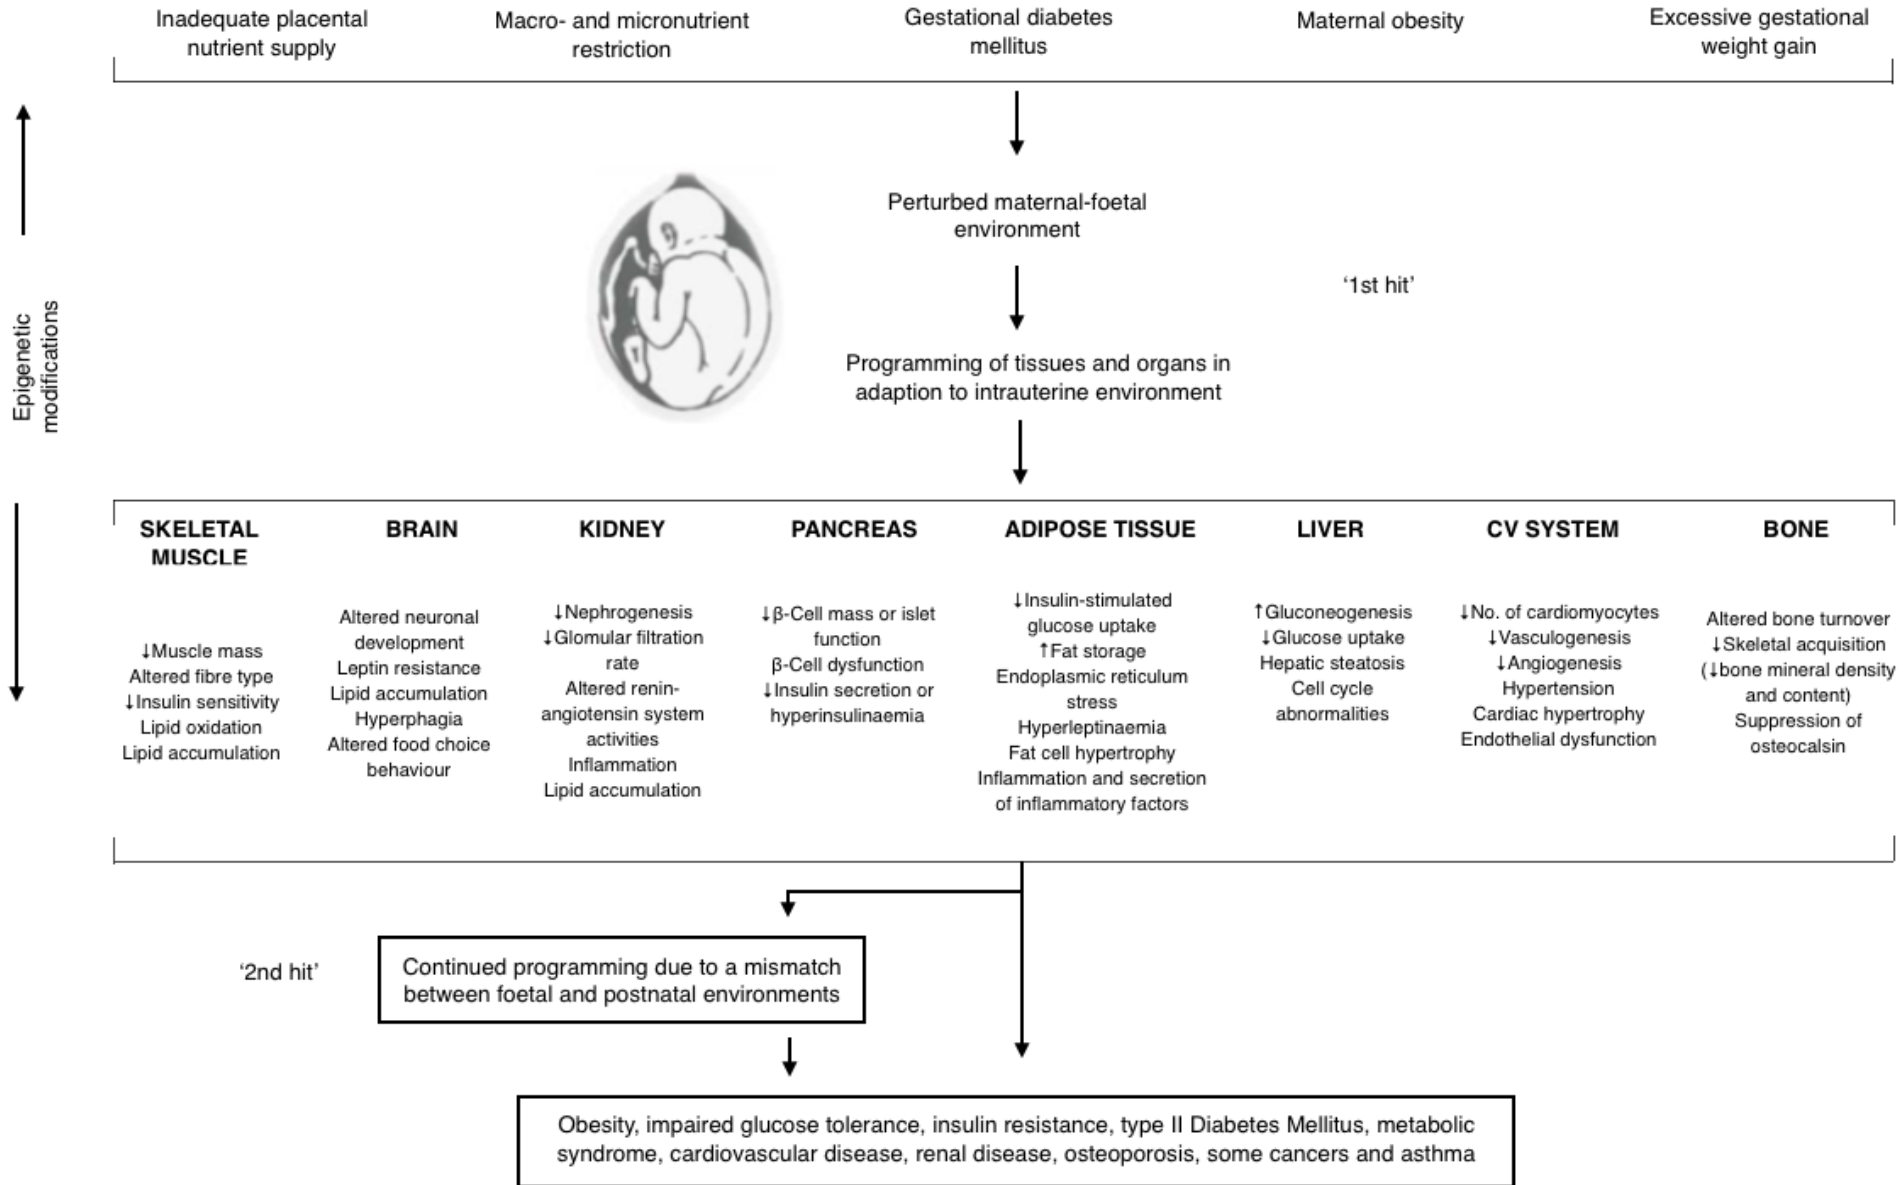 Inadequate placental
nutrient supply
Macro- and micronutrient
restriction
Gestational diabetes
mellitus
Maternal obesity
Excessive gestational
weight gain
Epigenetic
modifications
Perturbed maternal-foetal
environment
‘1st hit’
Programming of tissues and organs in
adaption to intrauterine environment
SKELETAL
MUSCLE
↓Muscle mass
Altered fibre type
↓Insulin sensitivity
Lipid oxidation
Lipid accumulation
BRAIN
Altered neuronal
development
Leptin resistance
Lipid accumulation
Hyperphagia
Altered food choice
behaviour
KIDNEY
↓Nephrogenesis
↓Glomular filtration
rate
Altered renin-
angiotensin system
activities
Inflammation
Lipid accumulation
PANCREAS
↓β-Cell mass or islet
function
β-Cell dysfunction
↓Insulin secretion or
hyperinsulinaemia
ADIPOSE TISSUE
↓Insulin-stimulated
glucose uptake
↑Fat storage
Endoplasmic reticulum
stress
Hyperleptinaemia
Fat cell hypertrophy
Inflammation and secretion
of inflammatory factors
LIVER
↑Gluconeogenesis
↓Glucose uptake
Hepatic steatosis
Cell cycle
abnormalities
CV SYSTEM
↓No. of cardiomyocytes
↓Vasculogenesis
↓Angiogenesis
Hypertension
Cardiac hypertrophy
Endothelial dysfunction
BONE
Altered bone turnover
↓Skeletal acquisition
(↓bone mineral density
and content)
Suppression of
osteocalsin
‘2nd hit’
Continued programming due to a mismatch
between foetal and postnatal environments
Obesity, impaired glucose tolerance, insulin resistance, type II Diabetes Mellitus, metabolic
syndrome, cardiovascular disease, renal disease, osteoporosis, some cancers and asthma